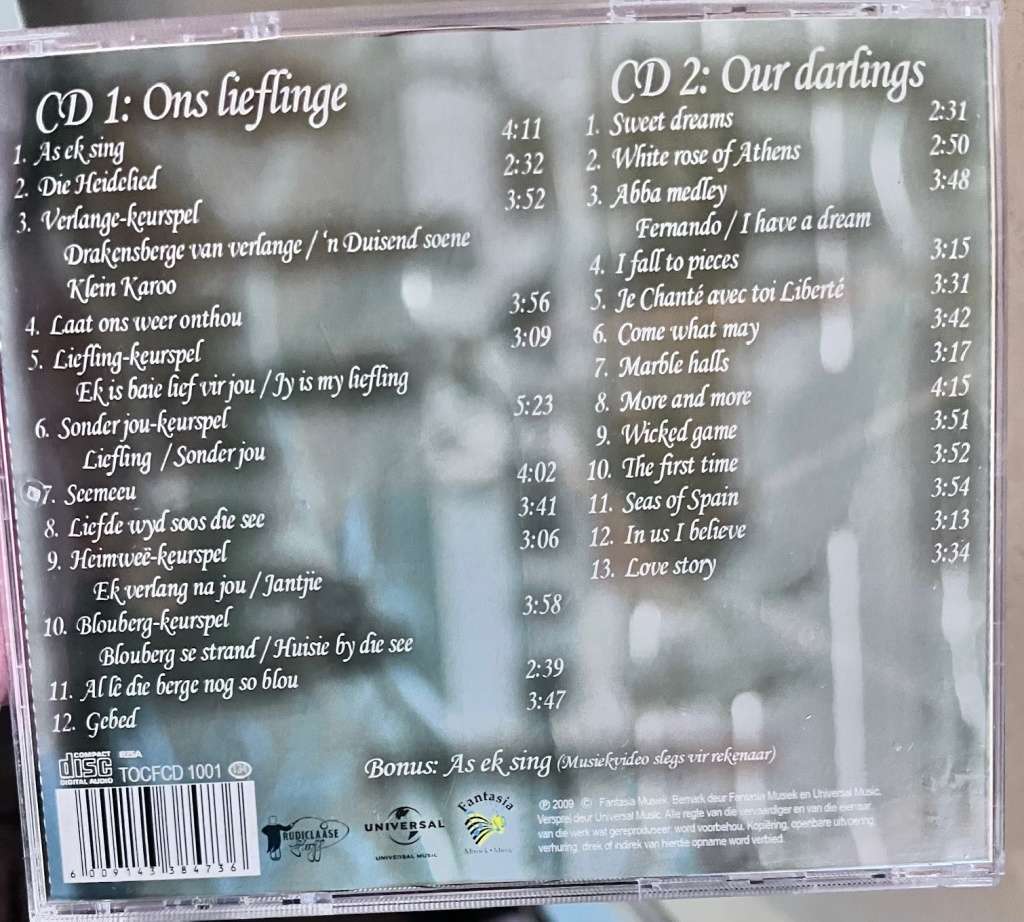 CD 1: Ons lieflinge
1. As ek sing 4:11
2. Die Heidelied 2:32
3. Verlange-keurspel 3:52
Drakensberge van verlange / 'n Duisend soene
Klein Karoo
4. Laat ons weer onthou 3:56
5. Liefling-keurspel 3:09
Ek is baie lief vir jou / Jy is my liefling
6. Sonder jou-keurspel 5:23
Liefling / Sonder jou
7. Seemeeu 4:02
8. Liefde wyd soos die see 3:41
9. Heimweë-keurspel 3:06
Ek verlang na jou / Jantjie
10. Blouberg-keurspel 3:58
Blouberg se strand / Huisie by die see
11. Al lê die berge nog so blou 2:39
12. Gebed 3:47
CD 2: Our darlings
1. Sweet dreams 2:31
2. White rose of Athens 2:50
3. Abba medley 3:48
Fernando / I have a dream
4. I fall to pieces 3:15
5. Je Chanté avec toi Liberté 3:31
6. Come what may 3:42
7. Marble halls 3:17
8. More and more 4:15
9. Wicked game 3:51
10. The first time 3:52
11. Seas of Spain 3:54
12. In us I believe 3:13
13. Love story 3:34
Bonus: As ek sing (Musiekvideo slegs vir rekenaar)
COMPACT
disc
DIGITAL AUDIO
RISA
TOCFCD 1001
6 009143 384736
RUDICLAASE
UNIVERSAL
UNIVERSAL MUSIC
Fantasia
Musiek • Music
℗ 2009 © Fantasia Musiek. Bemark deur Fantasia Musiek en Universal Music.
Versprei deur Universal Music. Alle regte van die vervaardiger en van die eienaar
van die werk wat gereproduseer word voorbehou. Kopiëring, openbare uitvoering,
verhuring, direk of indirek van hierdie opname word verbied.